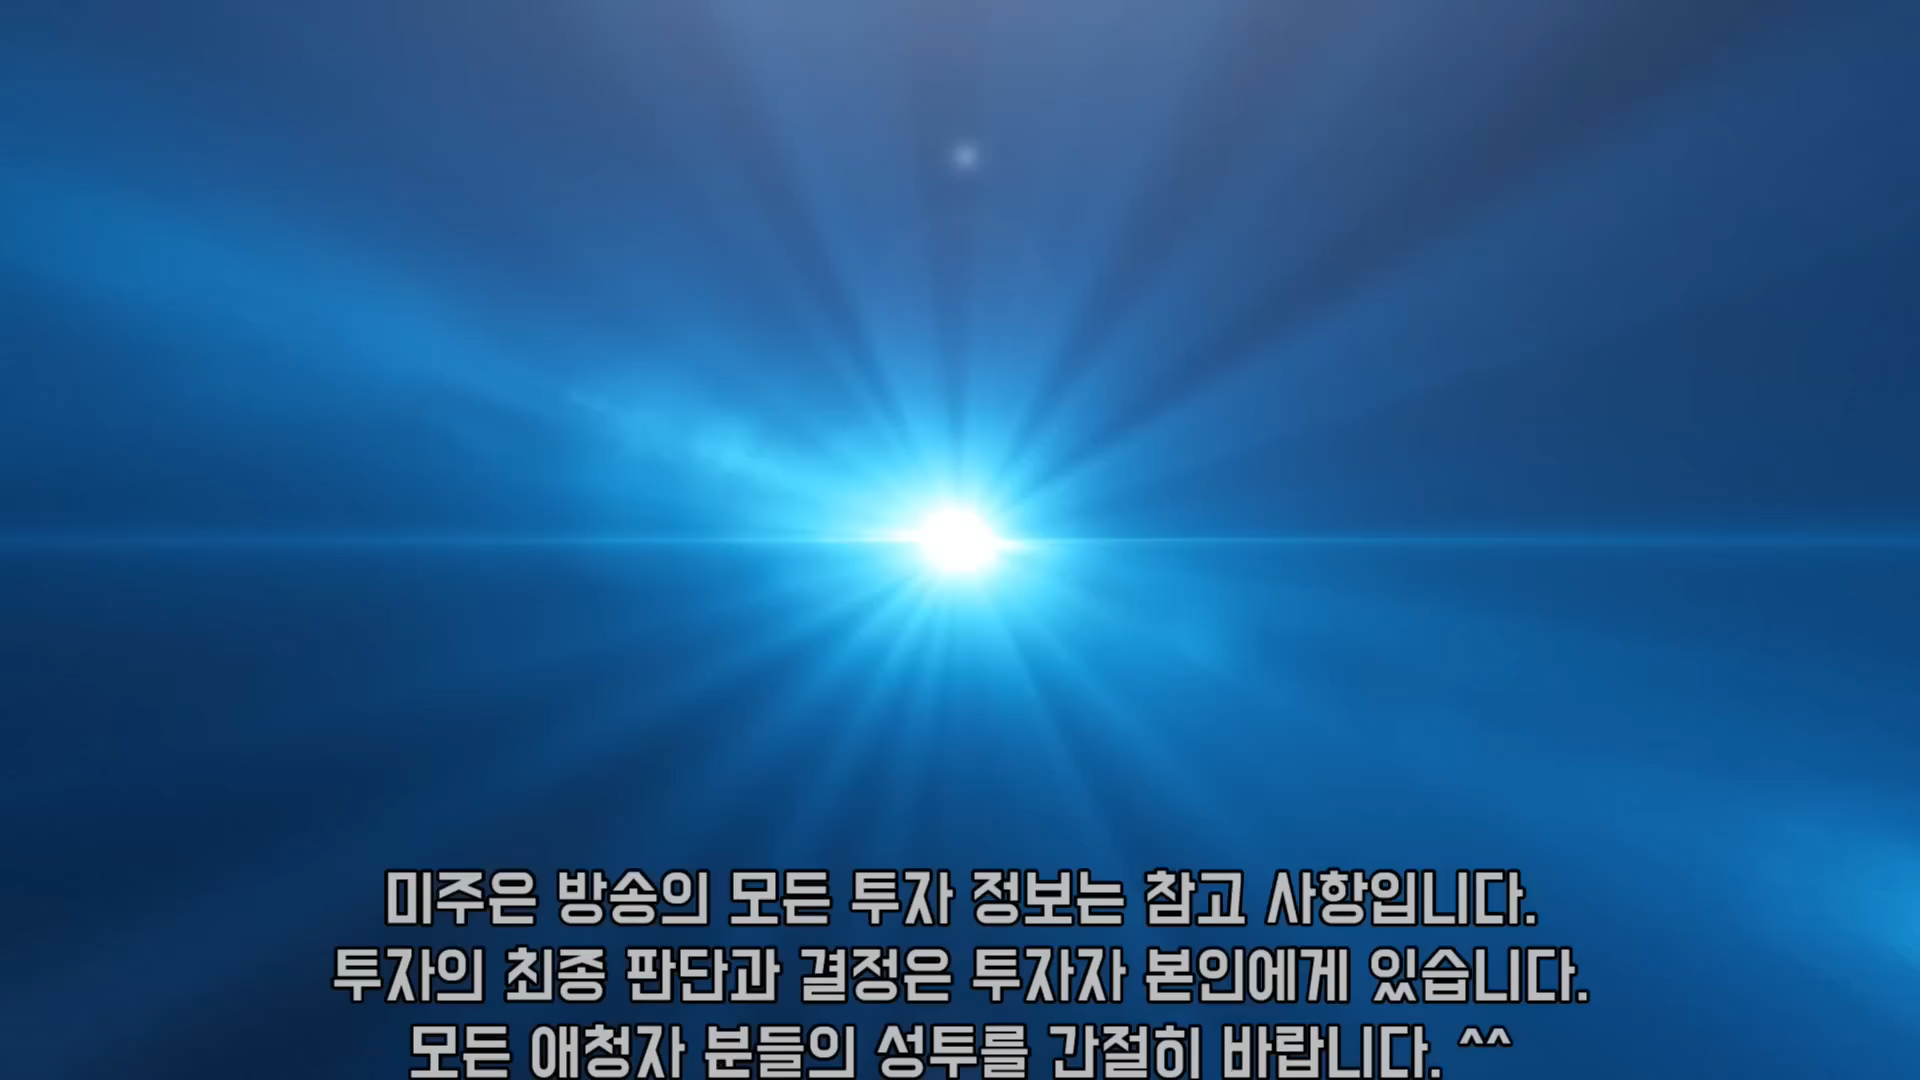 미주은 방송의 모든 투자 정보는 참고 사항입니다.
투자의 최종 판단과 결정은 투자자 본인에게 있습니다.
모든 애청자 분들의 성투를 간절히 바랍니다. ^^